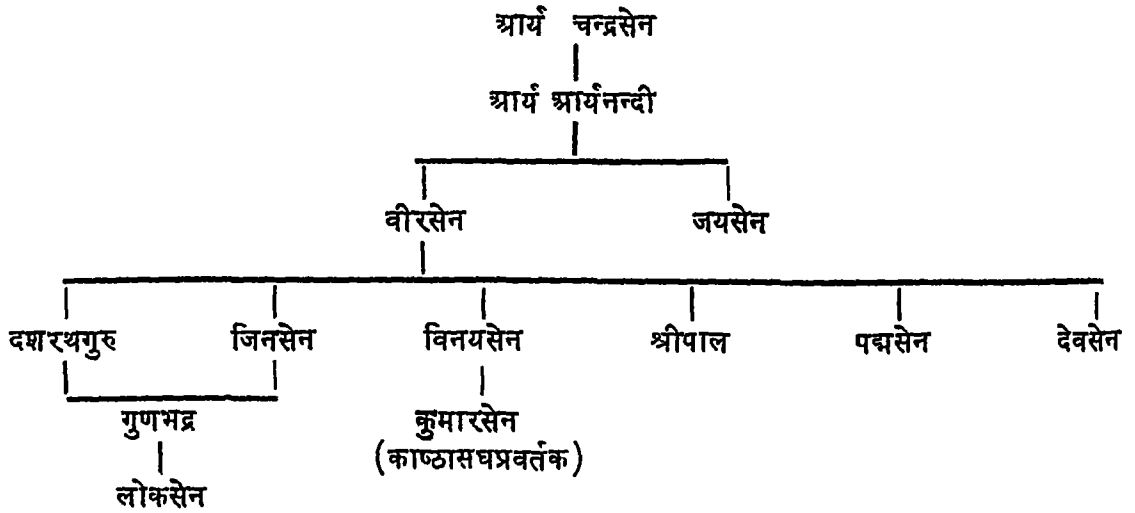 आर्य चन्द्रसेन
आर्य आर्यनन्दी
वीरसेन जयसेन
दशरथगुरु जिनसेन विनयसेन श्रीपाल पद्मसेन देवसेन
गुणभद्र कुमारसेन
(काष्ठासघप्रवर्तक)
लोकसेन